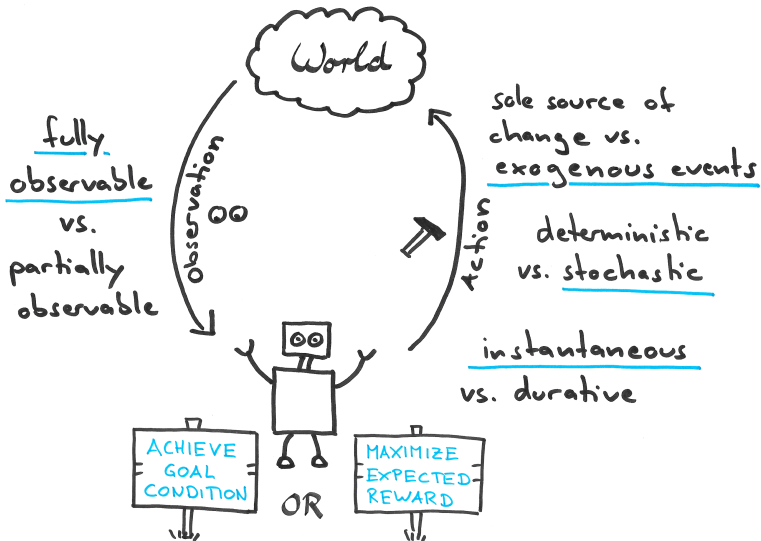 World
fully
observable
vs.
partially
observable
Observation
Action
sole source of
change vs.
exogenous events
deterministic
vs. stochastic
instantaneous
vs. durative
ACHIEVE
GOAL
CONDITION
OR
MAXIMIZE
EXPECTED
REWARD